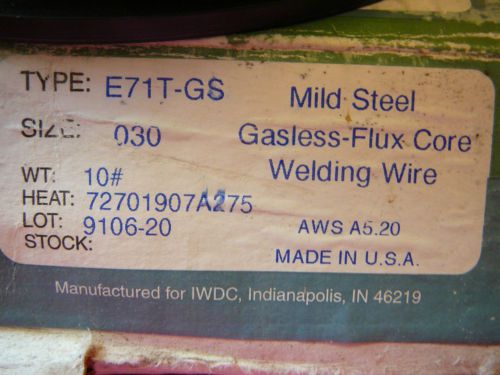 TYPE: E71T-GS Mild Steel
SIZE: 030 Gasless-Flux Core
Welding Wire
WT: 10#
HEAT: 72701907A275
LOT: 9106-20 AWS A5.20
STOCK:
MADE IN U.S.A.
Manufactured for IWDC, Indianapolis, IN 46219